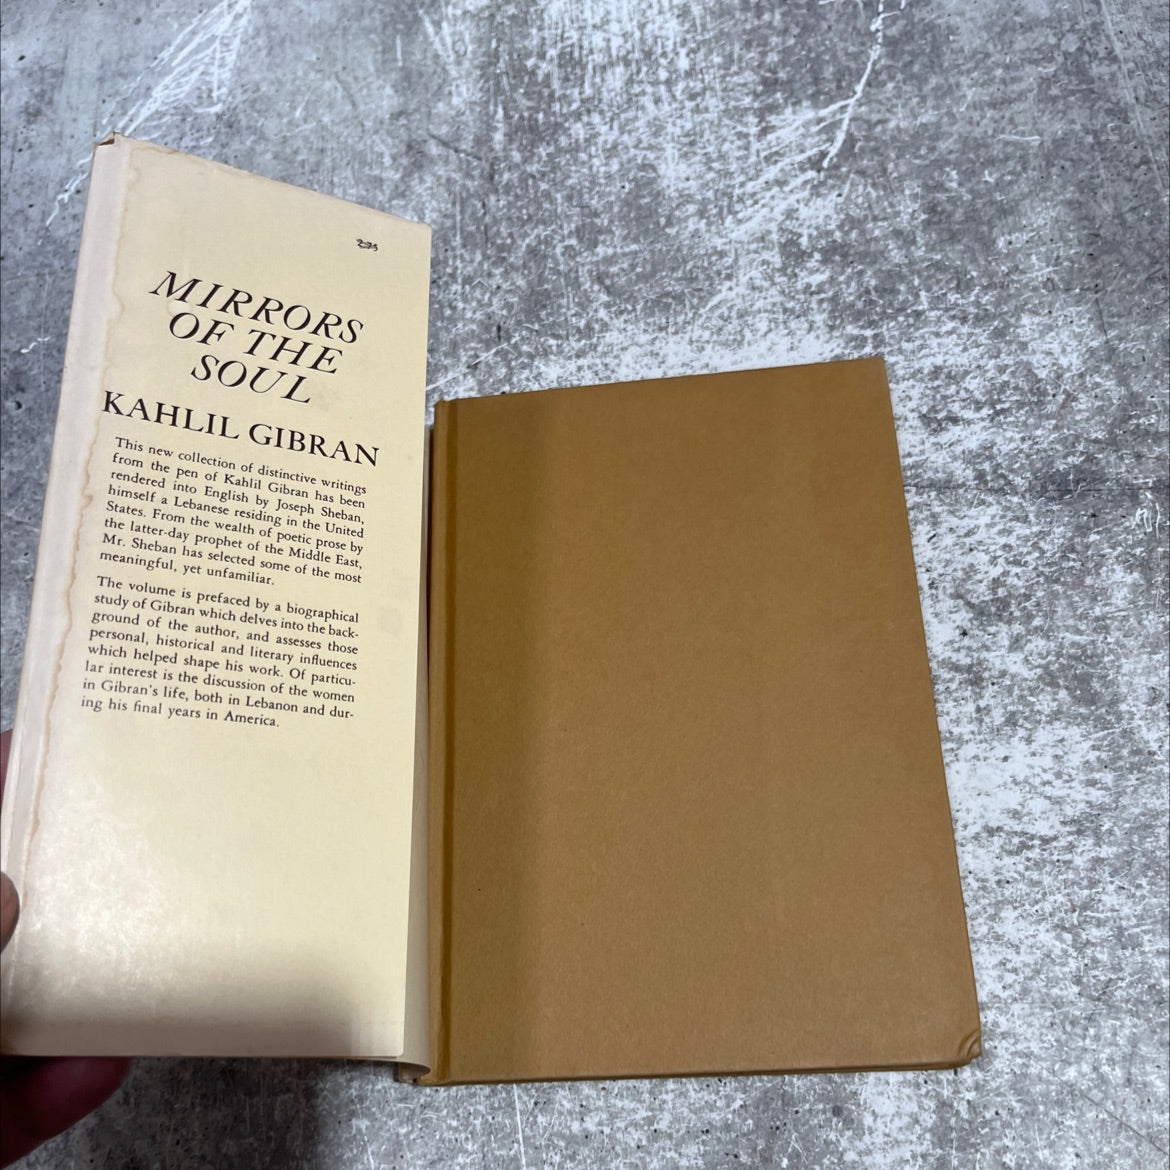 MIRRORS
OF THE
SOUL
KAHLIL GIBRAN
This new collection of distinctive writings
from the pen of Kahlil Gibran has been
rendered into English by Joseph Sheban,
himself a Lebanese residing in the United
States. From the wealth of poetic prose by
the latter-day prophet of the Middle East,
Mr. Sheban has selected some of the most
meaningful, yet unfamiliar.
The volume is prefaced by a biographical
study of Gibran which delves into the back-
ground of the author, and assesses those
personal, historical and literary influences
which helped shape his work. Of particu-
lar interest is the discussion of the women
in Gibran's life, both in Lebanon and dur-
ing his final years in America.